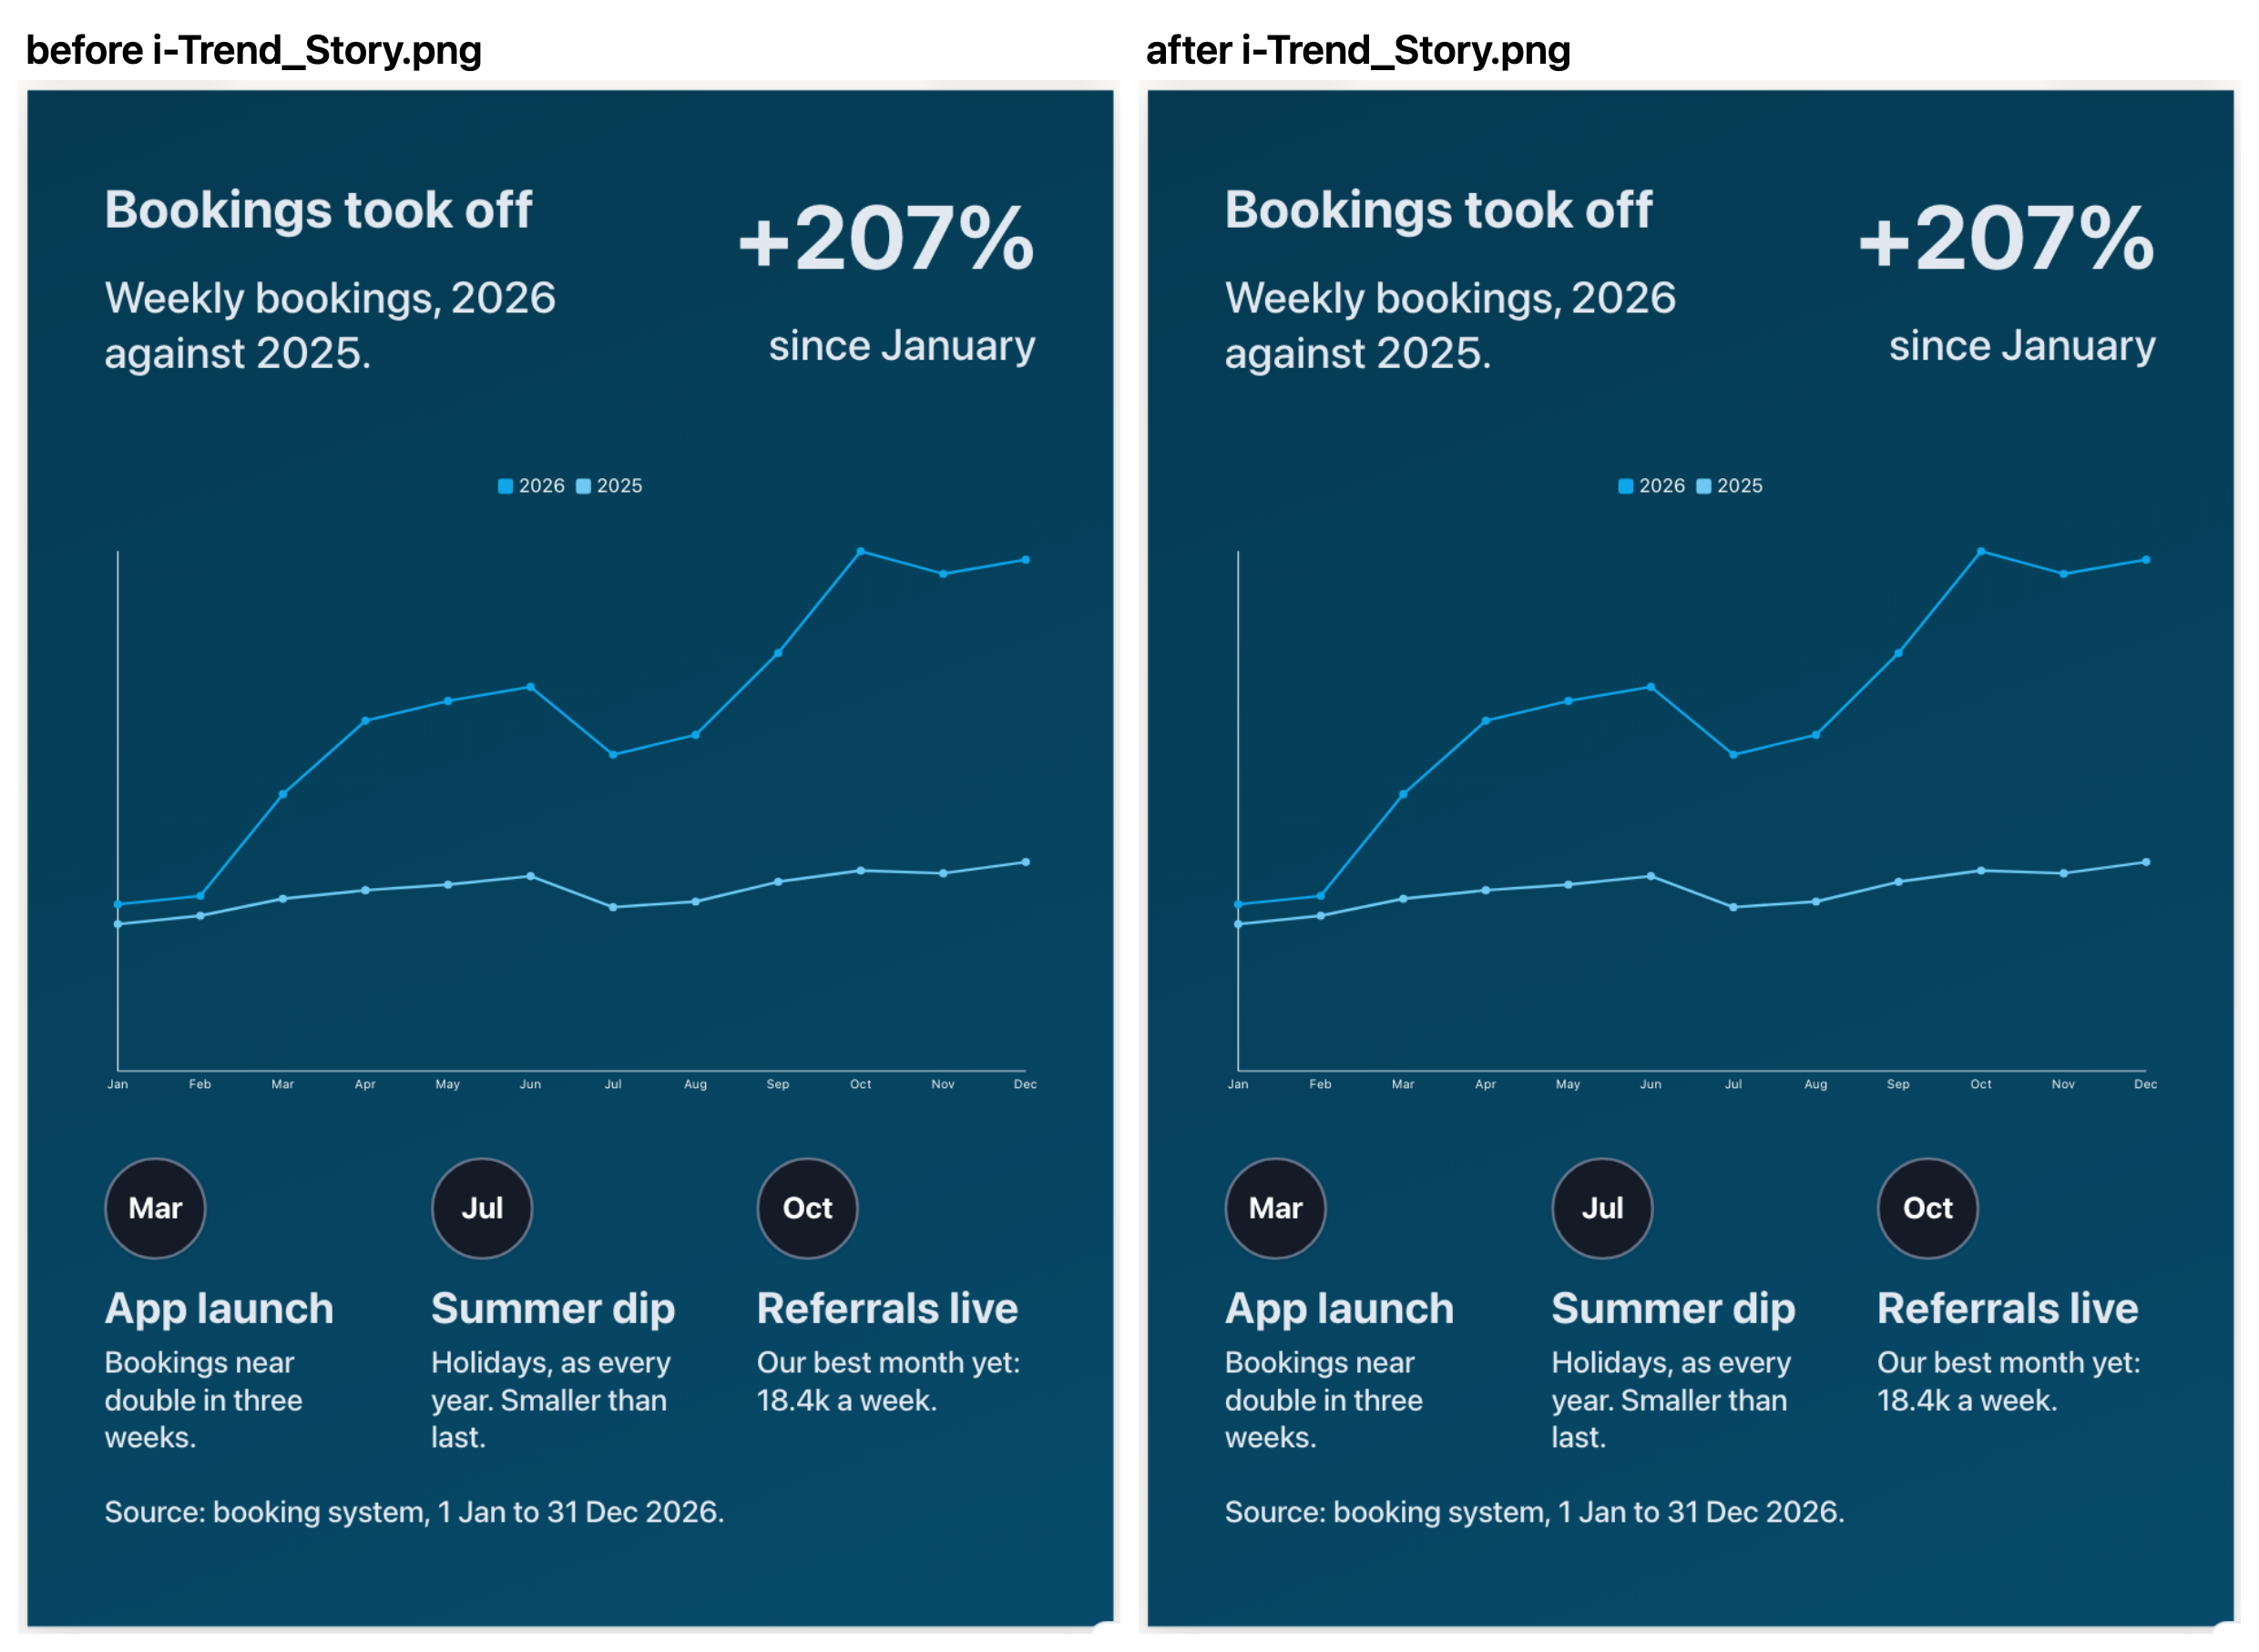 before i-Trend_Story.png
Bookings took off
Weekly bookings, 2026
against 2025.
+207%
since January
2026 2025
Jan Feb Mar Apr May Jun Jul Aug Sep Oct Nov Dec
Mar
App launch
Bookings near
double in three
weeks.
Jul
Summer dip
Holidays, as every
year. Smaller than
last.
Oct
Referrals live
Our best month yet:
18.4k a week.
Source: booking system, 1 Jan to 31 Dec 2026.
after i-Trend_Story.png
Bookings took off
Weekly bookings, 2026
against 2025.
+207%
since January
2026 2025
Jan Feb Mar Apr May Jun Jul Aug Sep Oct Nov Dec
Mar
App launch
Bookings near
double in three
weeks.
Jul
Summer dip
Holidays, as every
year. Smaller than
last.
Oct
Referrals live
Our best month yet:
18.4k a week.
Source: booking system, 1 Jan to 31 Dec 2026.